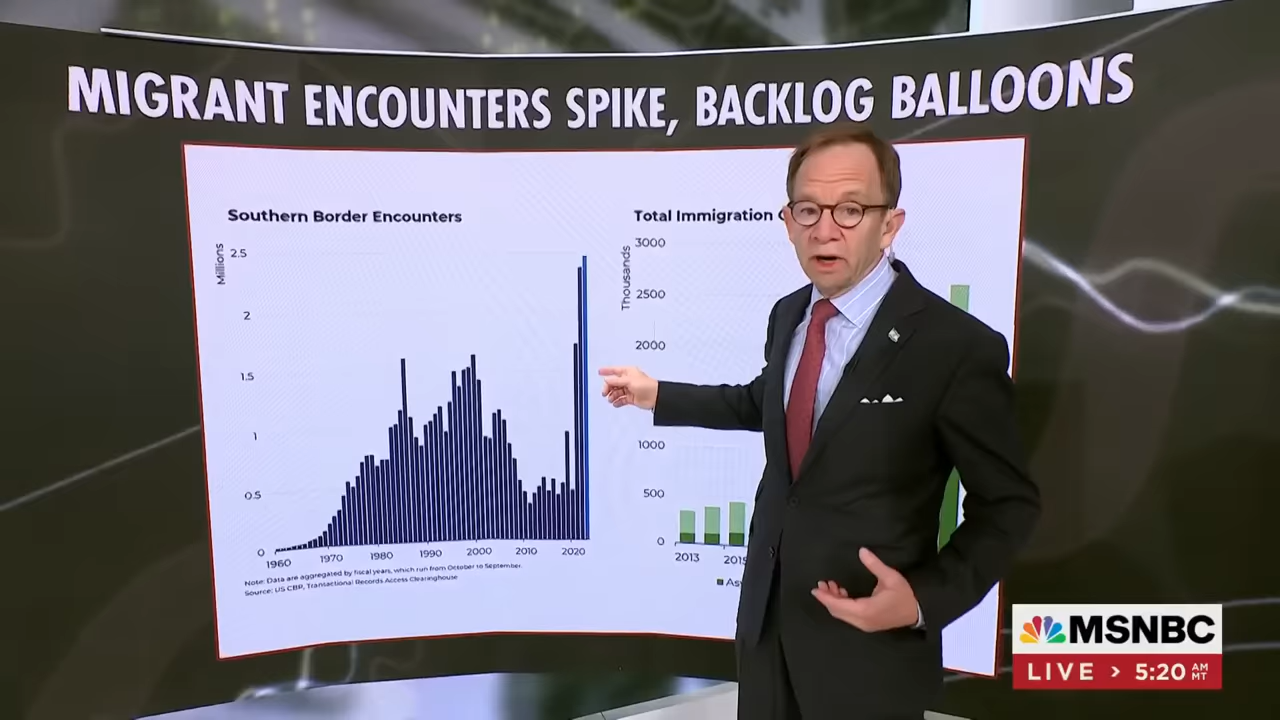 MIGRANT ENCOUNTERS SPIKE, BACKLOG BALLOONS
Southern Border Encounters
Millions
2.5
2
1.5
1
0.5
0
1960 1970 1980 1990 2000 2010 2020
Note: Data are aggregated by fiscal years, which run from October to September.
Source: US CBP, Transactional Records Access Clearinghouse
Total Immigration
Thousands
3000
2500
2000
1000
500
0
2013
MSNBC
LIVE > 5:20 AM MT